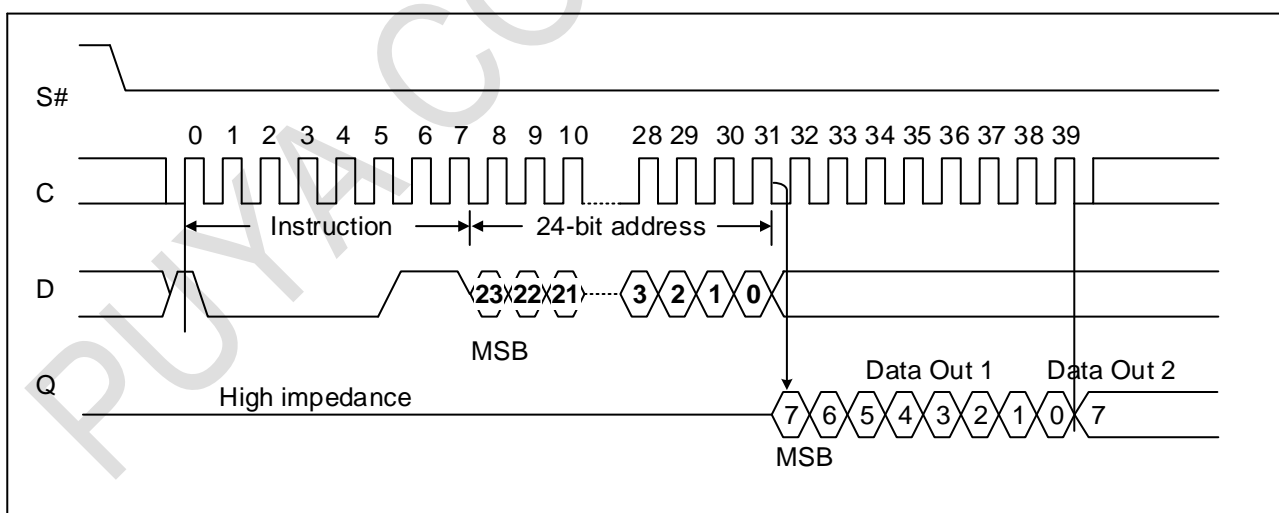 PUYA CO
S#
0 1 2 3 4 5 6 7 8 9 10 28 29 30 31 32 33 34 35 36 37 38 39
C
Instruction 24-bit address
D
23 22 21 3 2 1 0
MSB
Q
High impedance
Data Out 1 Data Out 2
7 6 5 4 3 2 1 0 7
MSB